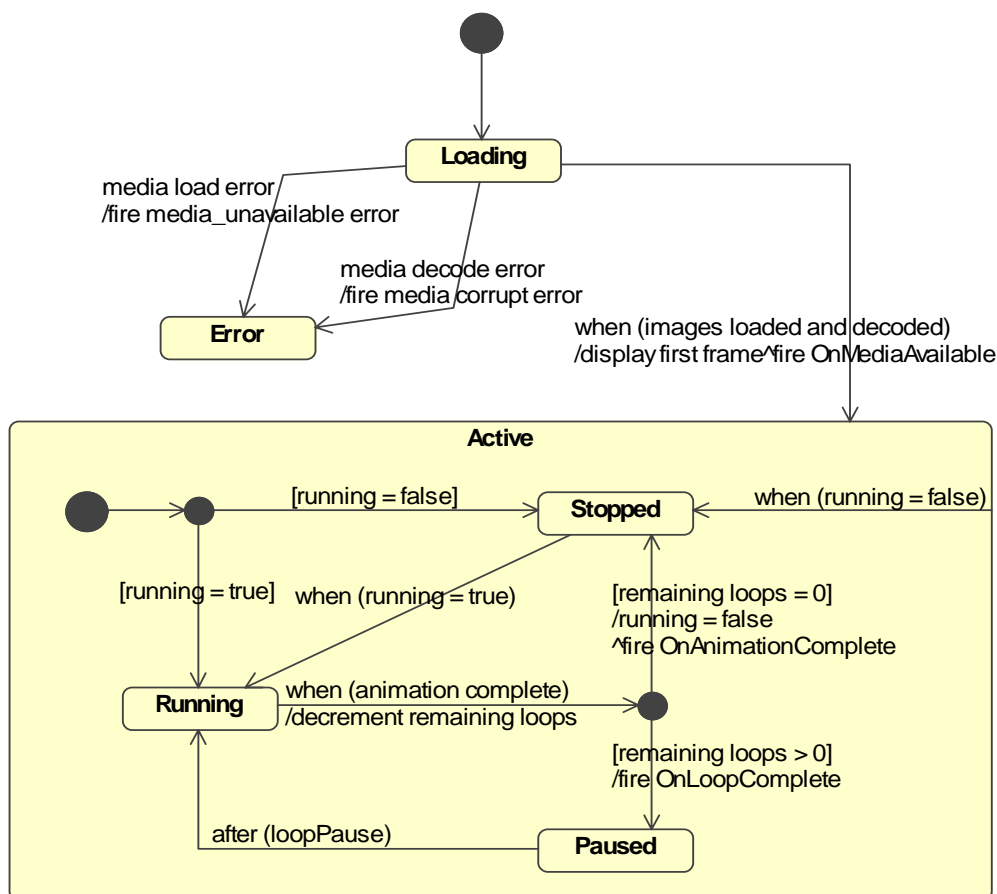 Loading
media load error
/fire media_unavailable error
media decode error
/fire media corrupt error
Error
when (images loaded and decoded)
/display first frame^fire OnMediaAvailable
Active
[running = false]
Stopped
when (running = false)
[running = true]
when (running = true)
[remaining loops = 0]
/running = false
^fire OnAnimationComplete
Running
when (animation complete)
/decrement remaining loops
[remaining loops > 0]
/fire OnLoopComplete
after (loopPause)
Paused